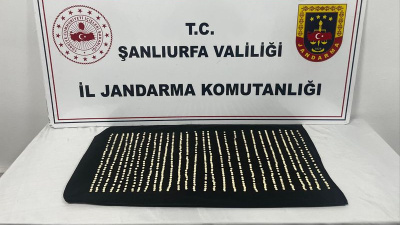 T.C.
ŞANLIURFA VALİLİĞİ
İL JANDARMA KOMUTANLIĞI
JANDARMA